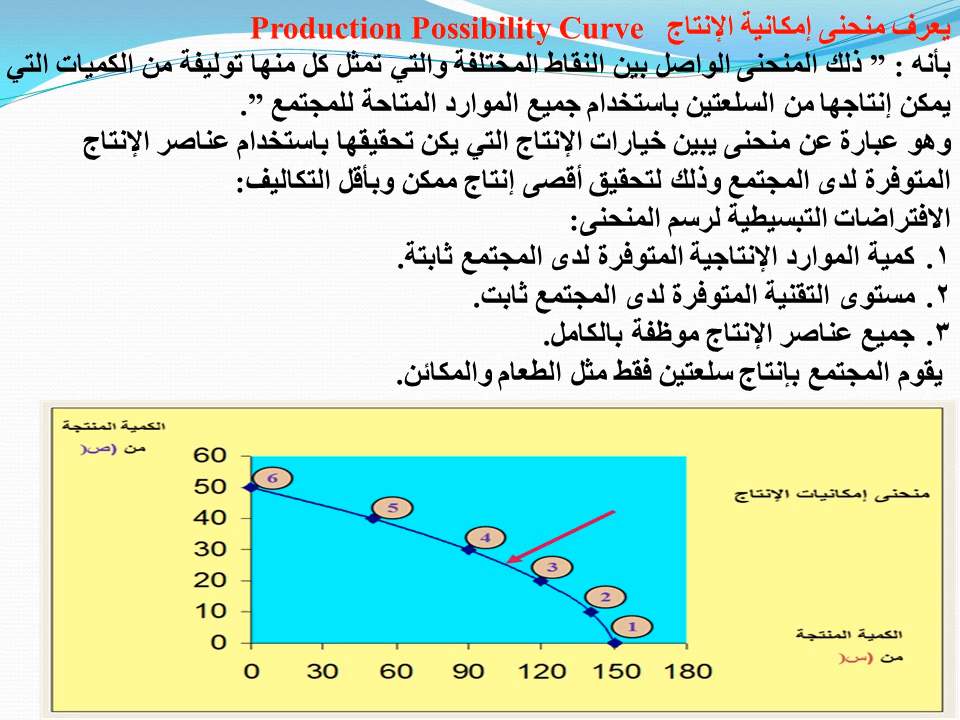 يعرف منحنى إمكانية الإنتاج Production Possibility Curve
بأنه : ” ذلك المنحنى الواصل بين النقاط المختلفة والتي تمثل كل منها توليفة من الكميات التي
يمكن إنتاجها من السلعتين باستخدام جميع الموارد المتاحة للمجتمع ”.
وهو عبارة عن منحنى يبين خيارات الإنتاج التي يكن تحقيقها باستخدام عناصر الإنتاج
المتوفرة لدى المجتمع وذلك لتحقيق أقصى إنتاج ممكن وبأقل التكاليف:
الافتراضات التبسيطية لرسم المنحنى:
١. كمية الموارد الإنتاجية المتوفرة لدى المجتمع ثابتة.
٢. مستوى التقنية المتوفرة لدى المجتمع ثابت.
٣. جميع عناصر الإنتاج موظفة بالكامل.
يقوم المجتمع بإنتاج سلعتين فقط مثل الطعام والمكائن.
الكمية المنتجة
من (ص(
60
50
40
30
20
10
0
6
5
4
3
2
1
منحنى إمكانيات الإنتاج
الكمية المنتجة
من (س(
0 30 60 90 120 150 180